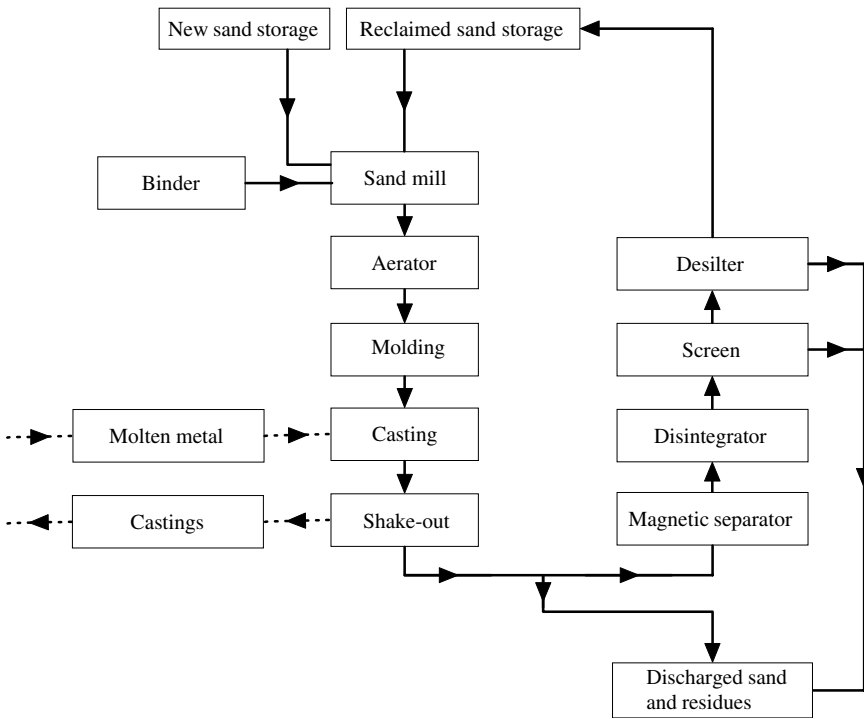 New sand storage
Reclaimed sand storage
Binder
Sand mill
Aerator
Desilter
Molding
Screen
Molten metal
Casting
Disintegrator
Castings
Shake-out
Magnetic separator
Discharged sand
and residues